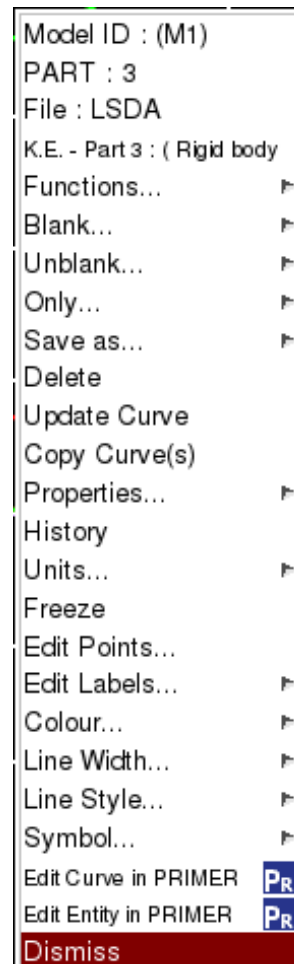 Model ID : (M1)
PART : 3
File : LSDA
K.E. - Part 3 : ( Rigid body
Functions...
Blank...
Unblank...
Only...
Save as...
Delete
Update Curve
Copy Curve(s)
Properties...
History
Units...
Freeze
Edit Points...
Edit Labels...
Colour...
Line Width...
Line Style...
Symbol...
Edit Curve in PRIMER PR
Edit Entity in PRIMER PR
Dismiss